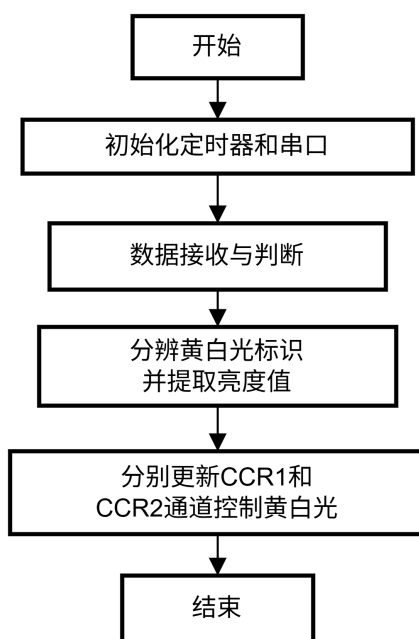 开始
初始化定时器和串口
数据接收与判断
分辨黄白光标识
并提取亮度值
分别更新CCR1和
CCR2通道控制黄白光
结束